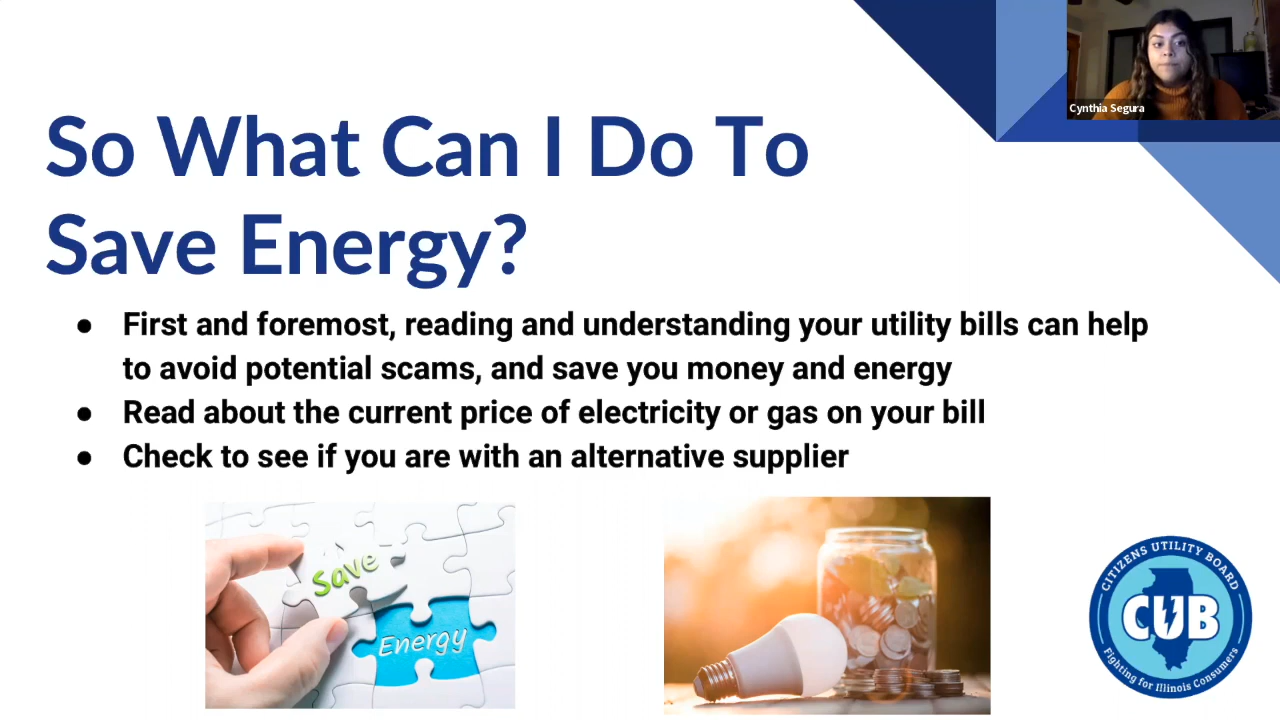 Cynthia Segura
So What Can I Do To
Save Energy?
● First and foremost, reading and understanding your utility bills can help
to avoid potential scams, and save you money and energy
● Read about the current price of electricity or gas on your bill
● Check to see if you are with an alternative supplier
Save
Energy
CITIZENS UTILITY BOARD
CUB
Fighting for Illinois Consumers